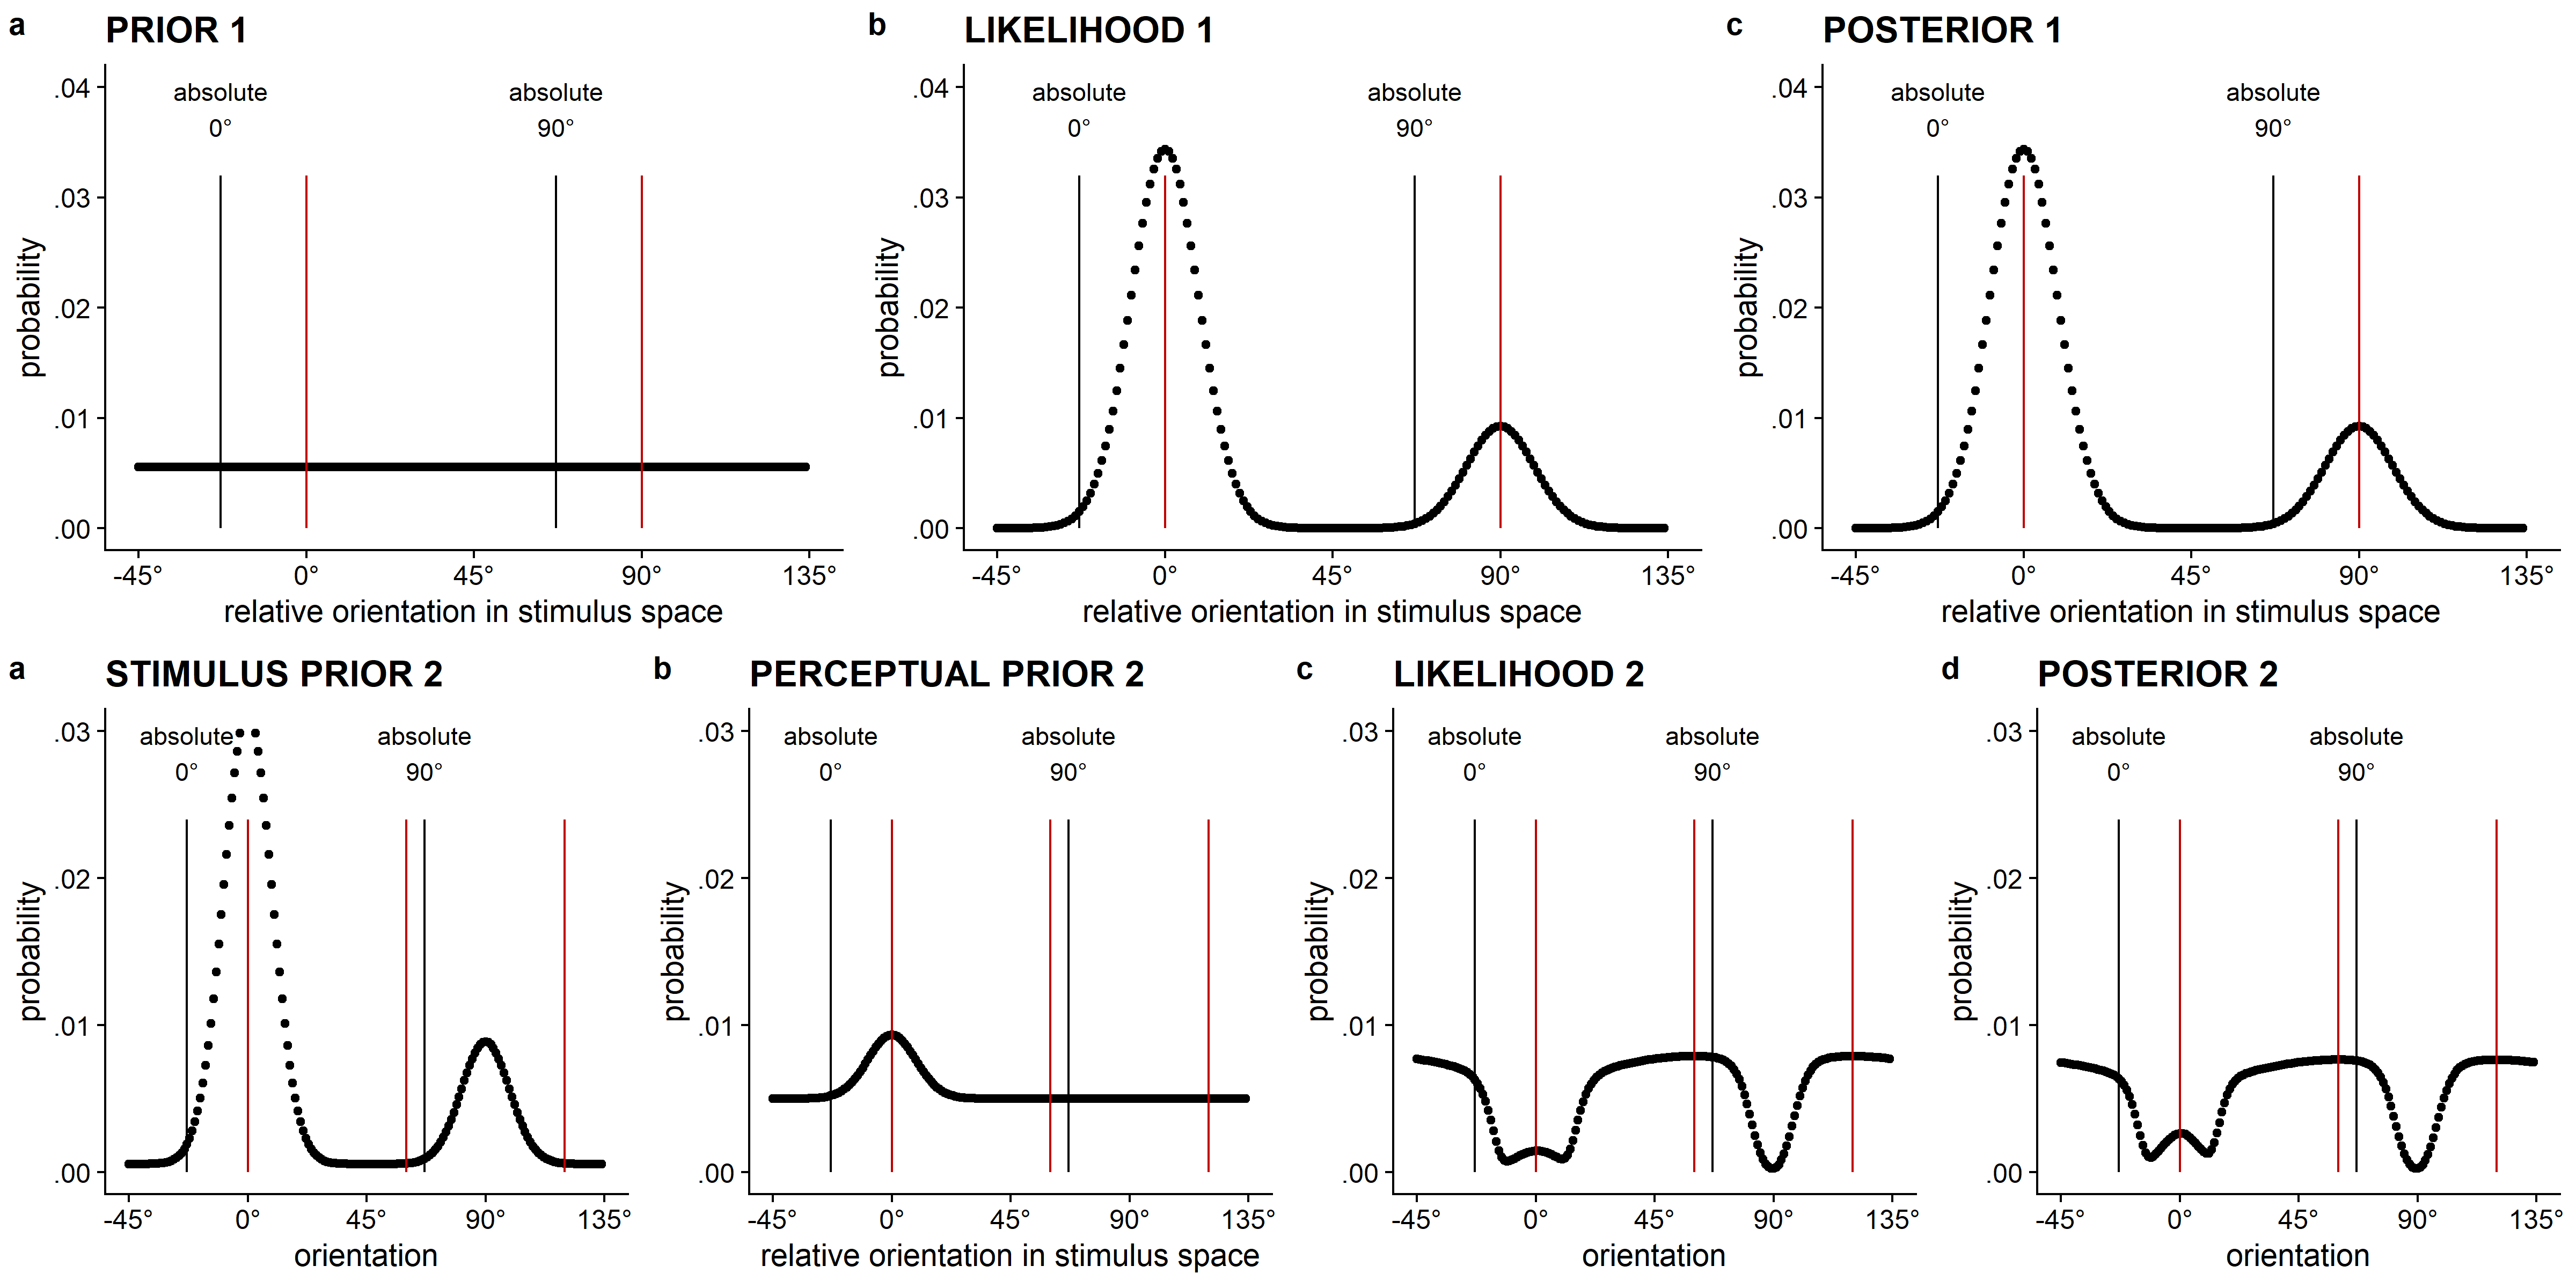 a PRIOR 1
.04
.03
.02
.01
.00
absolute absolute
0° 90°
probability
-45° 0° 45° 90° 135°
relative orientation in stimulus space
b LIKELIHOOD 1
.04
.03
.02
.01
.00
absolute absolute
0° 90°
probability
-45° 0° 45° 90° 135°
relative orientation in stimulus space
c POSTERIOR 1
.04
.03
.02
.01
.00
absolute absolute
0° 90°
probability
-45° 0° 45° 90° 135°
relative orientation in stimulus space
a STIMULUS PRIOR 2
.03
.02
.01
.00
absolute absolute
0° 90°
probability
-45° 0° 45° 90° 135°
orientation
b PERCEPTUAL PRIOR 2
.03
.02
.01
.00
absolute absolute
0° 90°
probability
-45° 0° 45° 90° 135°
relative orientation in stimulus space
c LIKELIHOOD 2
.03
.02
.01
.00
absolute absolute
0° 90°
probability
-45° 0° 45° 90° 135°
orientation
d POSTERIOR 2
.03
.02
.01
.00
absolute absolute
0° 90°
probability
-45° 0° 45° 90° 135°
orientation